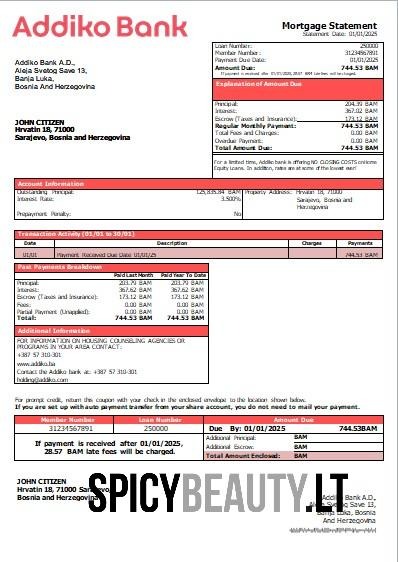 Addiko Bank
Mortgage Statement
Statement Date: 01/01/2025
Addiko Bank A.D.,
Aleja Svetog Save 13,
Banja Luka,
Bosnia And Herzegovina
Loan Number: 250000
Member Number: 31234567891
Payment Due Date: 01/01/2025
Amount Due: 744.53 BAM
If payment is received after 01/01/2025, 28.57 BAM late fees will be charged.
Explanation of Amount Due
Principal: 204.39 BAM
Interest: 367.02 BAM
Escrow (Taxes and Insurance): 173.12 BAM
Regular Monthly Payment: 744.53 BAM
Total Fees and Charges: 0.00 BAM
Overdue Payment: 0.00 BAM
Total Amount Due: 744.53 BAM
JOHN CITIZEN
Hrvatin 18, 71000
Sarajevo, Bosnia and Herzegovina
For a limited time, Addiko bank is offering NO CLOSING COSTS on Home
Equity Loans. In addition, rates are at some of the lowest ever!
Account Information
Outstanding Principal: 125,835.84 BAM
Interest Rate: 3.500%
Prepayment Penalty: No
Property Address: Hrvatin 18, 71000
Sarajevo, Bosnia and
Herzegovina
Transaction Activity (01/01 to 30/01)
Date Description Charges Payments
01/01 Payment Received Due Date 01/01/25 744.53 BAM
Past Payments Breakdown
Paid Last Month Paid Year To Date
Principal: 203.79 BAM 203.79 BAM
Interest: 367.62 BAM 367.62 BAM
Escrow (Taxes and Insurance): 173.12 BAM 173.12 BAM
Fees: 0.00 BAM 0.00 BAM
Partial Payment (Unapplied): 0.00 BAM 0.00 BAM
Total: 744.53 BAM 744.53 BAM
Additional Information
FOR INFORMATION ON HOUSING COUNSELING AGENCIES OR
PROGRAMS IN YOUR AREA CONTACT:
+387 57 310-301
www.addiko.ba
Contact the Addiko bank at: +387 57 310-301
holding@addiko.com
For prompt credit, return this coupon with your check in the enclosed envelope to the location shown below.
If you are set up with auto payment transfer from your share account, you do not need to mail your payment.
Member Number Loan Number Amount Due
31234567891 250000 Due By: 01/01/2025 744.53BAM
If payment is received after 01/01/2025,
28.57 BAM late fees will be charged.
Additional Principal: BAM
Additional Escrow: BAM
Total Amount Enclosed: BAM
JOHN CITIZEN
Hrvatin 18, 71000 Sarajevo,
Bosnia and Herzegovina
SPICYBEAUTY.LT
Addiko Bank A.D.,
Aleja Svetog Save 13,
Banja Luka, Bosnia
And Herzegovina